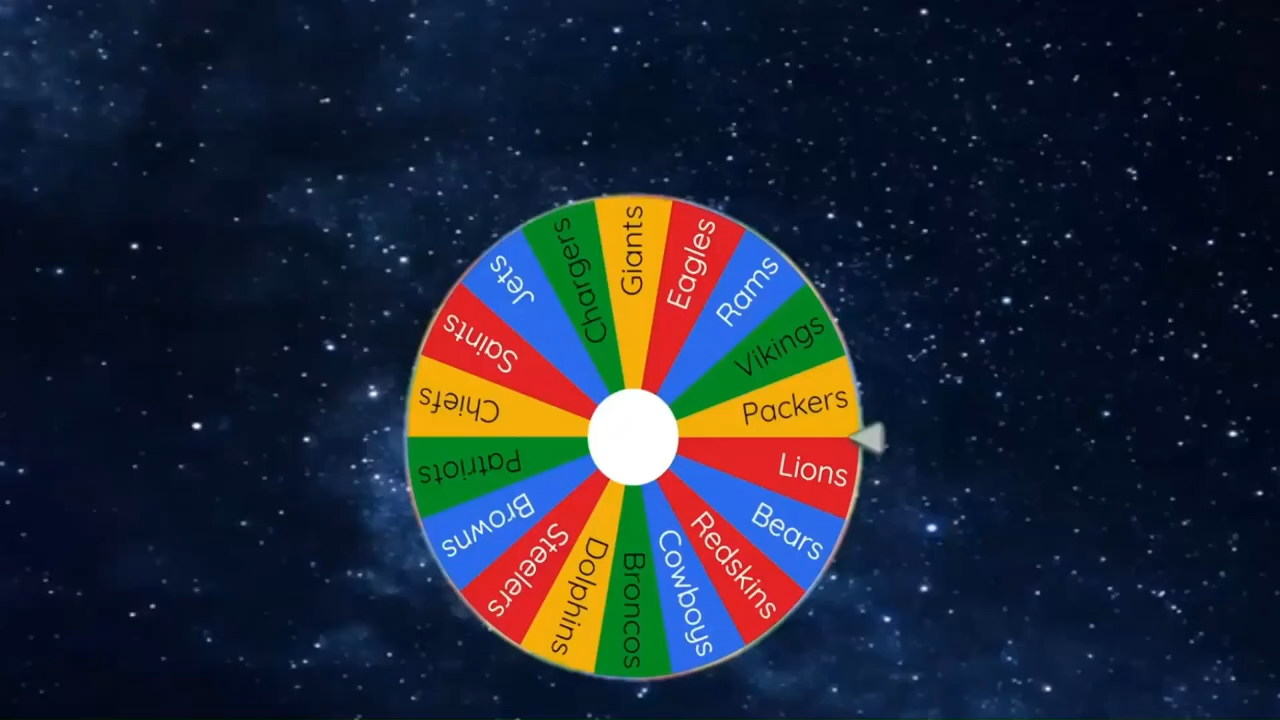 Giants
Eagles
Rams
Vikings
Packers
Lions
Bears
Redskins
Cowboys
Broncos
Dolphins
Steelers
Browns
Patriots
Chiefs
Saints
Jets
Chargers